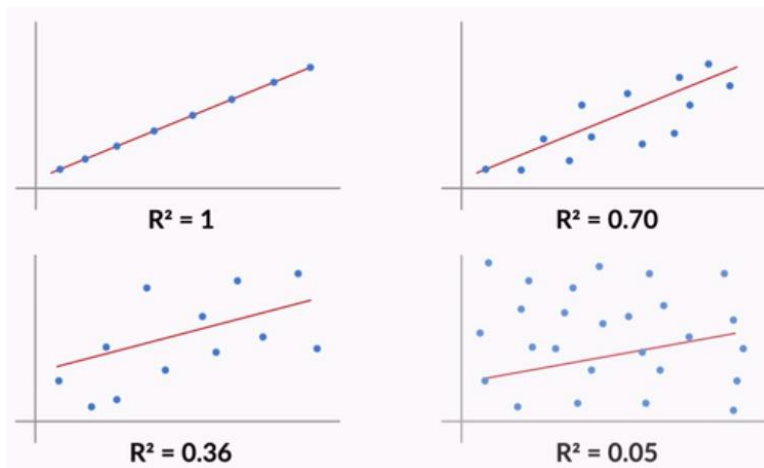 R² = 1
R² = 0.70
R² = 0.36
R² = 0.05